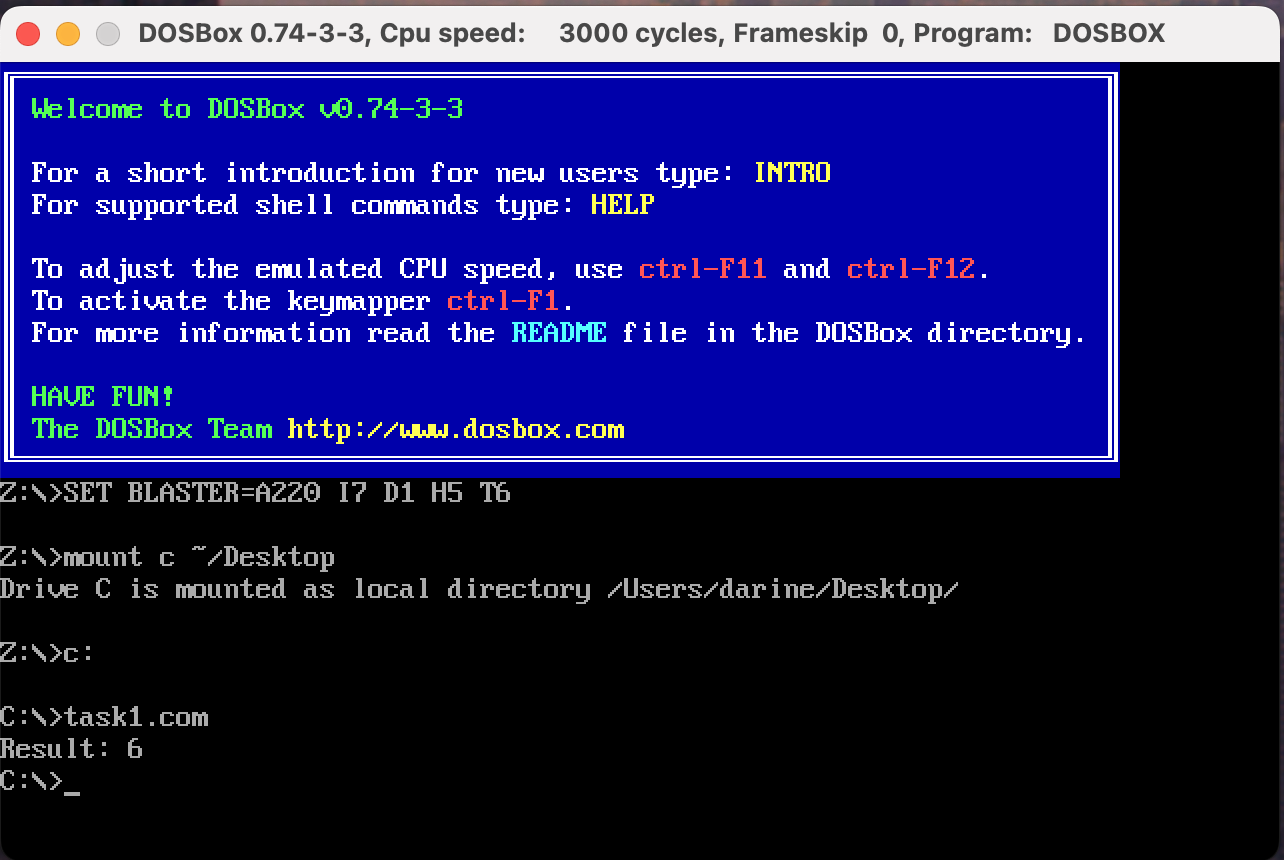 DOSBox 0.74-3-3, Cpu speed: 3000 cycles, Frameskip 0, Program: DOSBOX
Welcome to DOSBox v0.74-3-3
For a short introduction for new users type: INTRO
For supported shell commands type: HELP
To adjust the emulated CPU speed, use ctrl-F11 and ctrl-F12.
To activate the keymapper ctrl-F1.
For more information read the README file in the DOSBox directory.
HAVE FUN!
The DOSBox Team http://www.dosbox.com
Z:\>SET BLASTER=A220 I7 D1 H5 T6
Z:\>mount c ~/Desktop
Drive C is mounted as local directory /Users/darine/Desktop/
Z:\>c:
C:\>task1.com
Result: 6
C:\>_